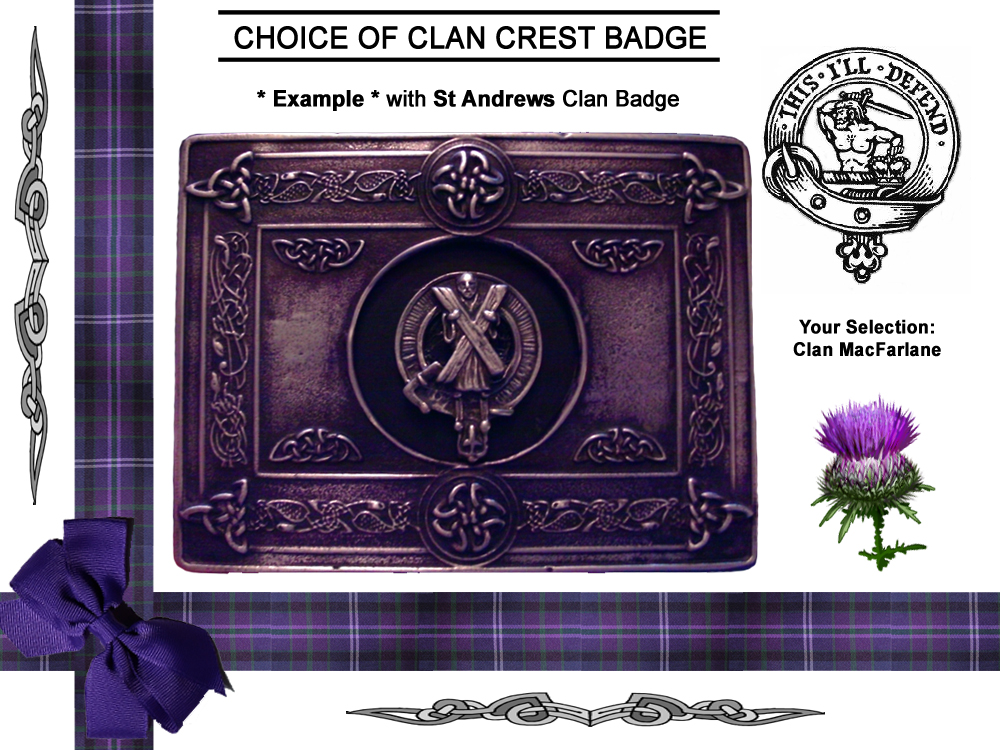 CHOICE OF CLAN CREST BADGE
* Example * with St Andrews Clan Badge
THIS · I'LL · DEFEND ·
Your Selection:
Clan MacFarlane